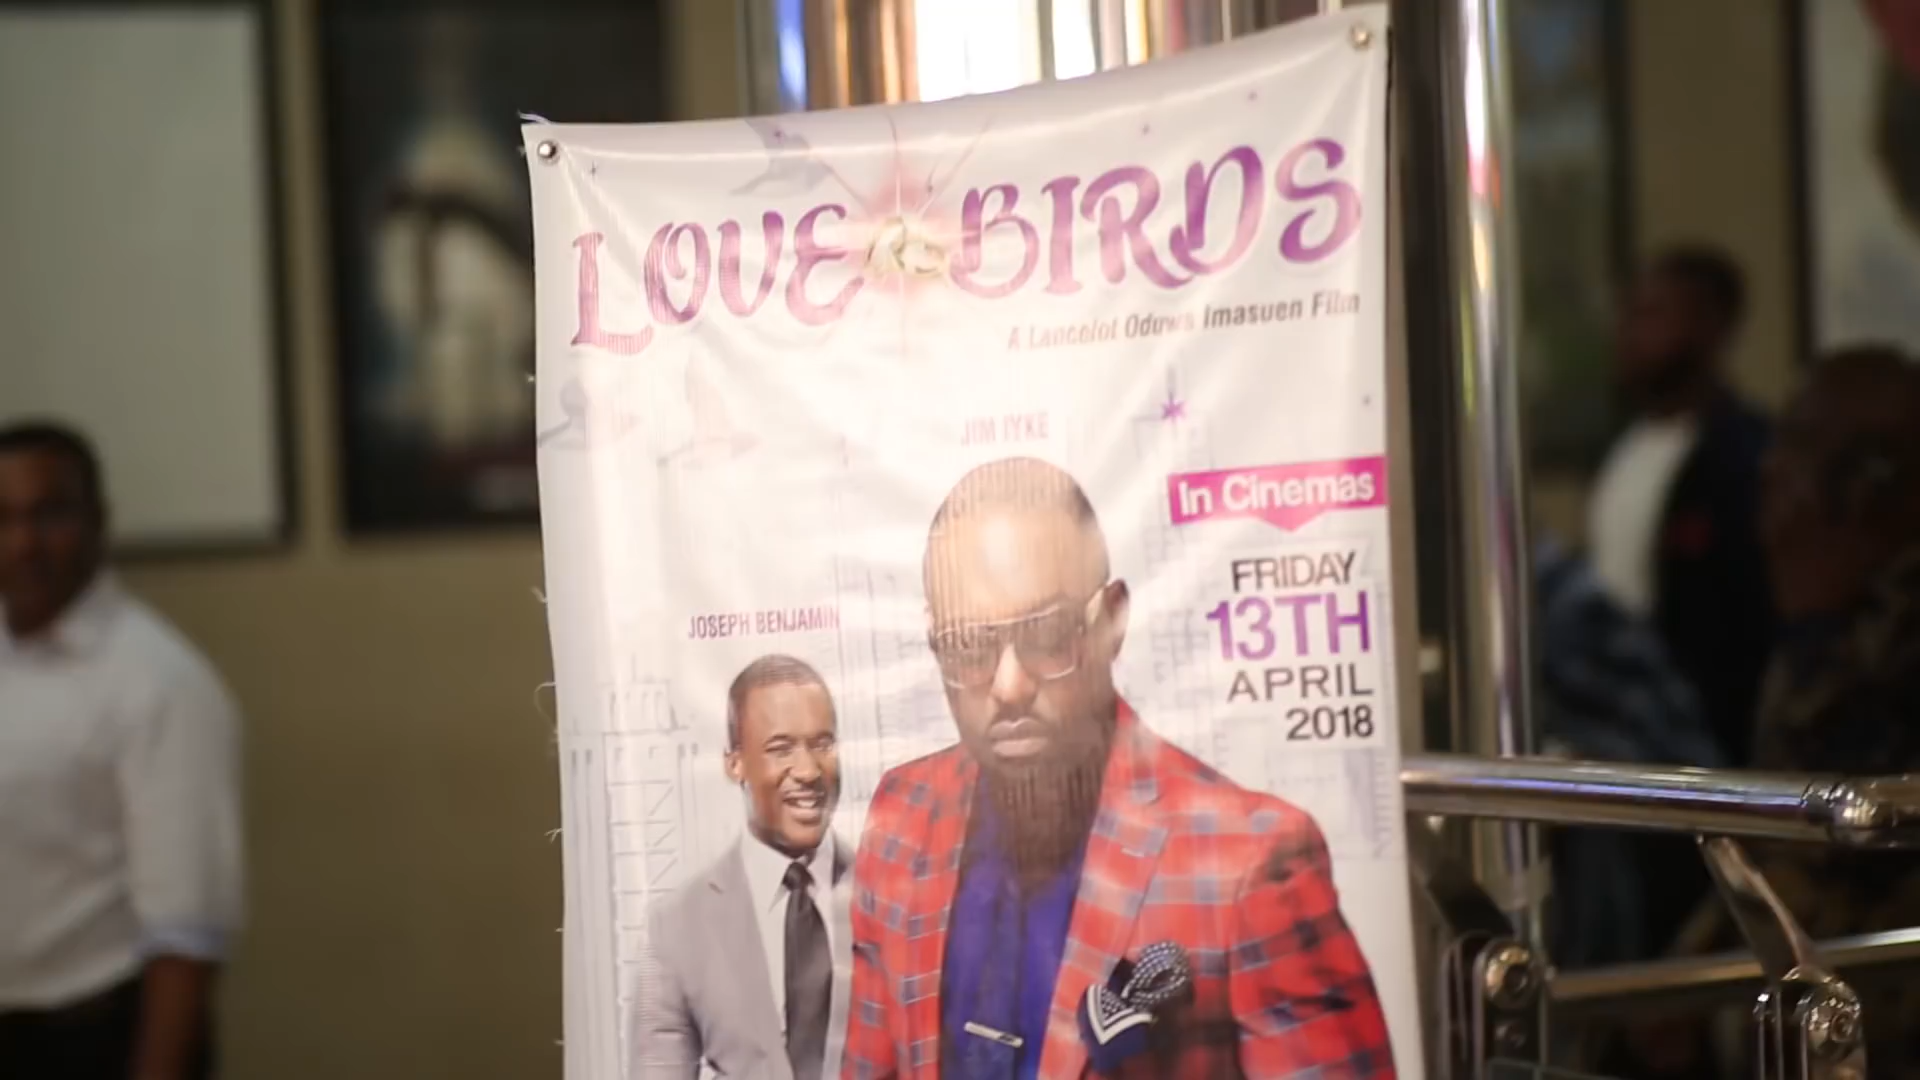 LOVE BIRDS
A Lancelot Oduwa Imasuen Film
JIM IYKE
In Cinemas
FRIDAY
13TH
APRIL
2018
JOSEPH BENJAMIN